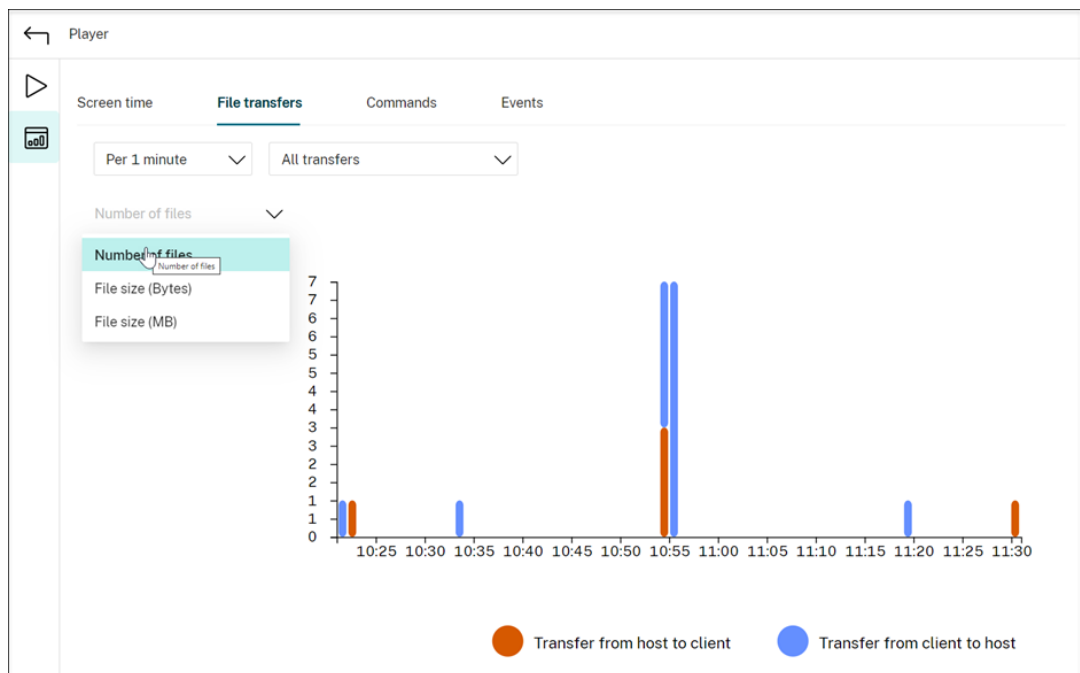 Player
Screen time File transfers Commands Events
Per 1 minute All transfers
Number of files
Number of files
Number of files
File size (Bytes)
File size (MB)
7
7
6
6
5
5
4
4
3
3
2
2
1
1
0
10:25 10:30 10:35 10:40 10:45 10:50 10:55 11:00 11:05 11:10 11:15 11:20 11:25 11:30
Transfer from host to client Transfer from client to host